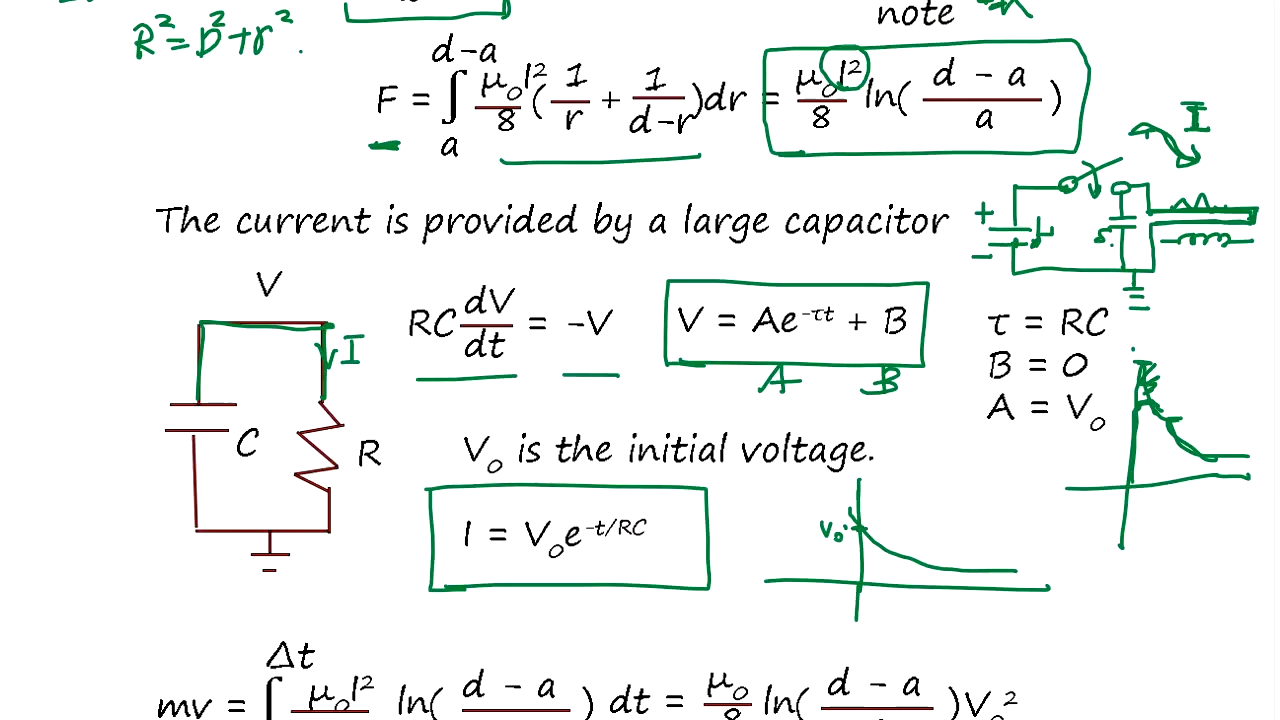 note
R² = D² + r².
F = ∫ₐ^(d-a) μ₀I²/8 (1/r + 1/(d-r)) dr = μ₀I²/8 ln((d - a)/a)
I
The current is provided by a large capacitor
+
-
V
RC dV/dt = -V
V = Ae^(-τt) + B
τ = RC
I
B = 0
A B
A = V₀
C
R
V₀ is the initial voltage.
I = V₀e^(-t/RC)
V₀
Δt
mv = ∫ μ₀I² ln( d - a ) dt = μ₀/8 ln( d - a )V₀²